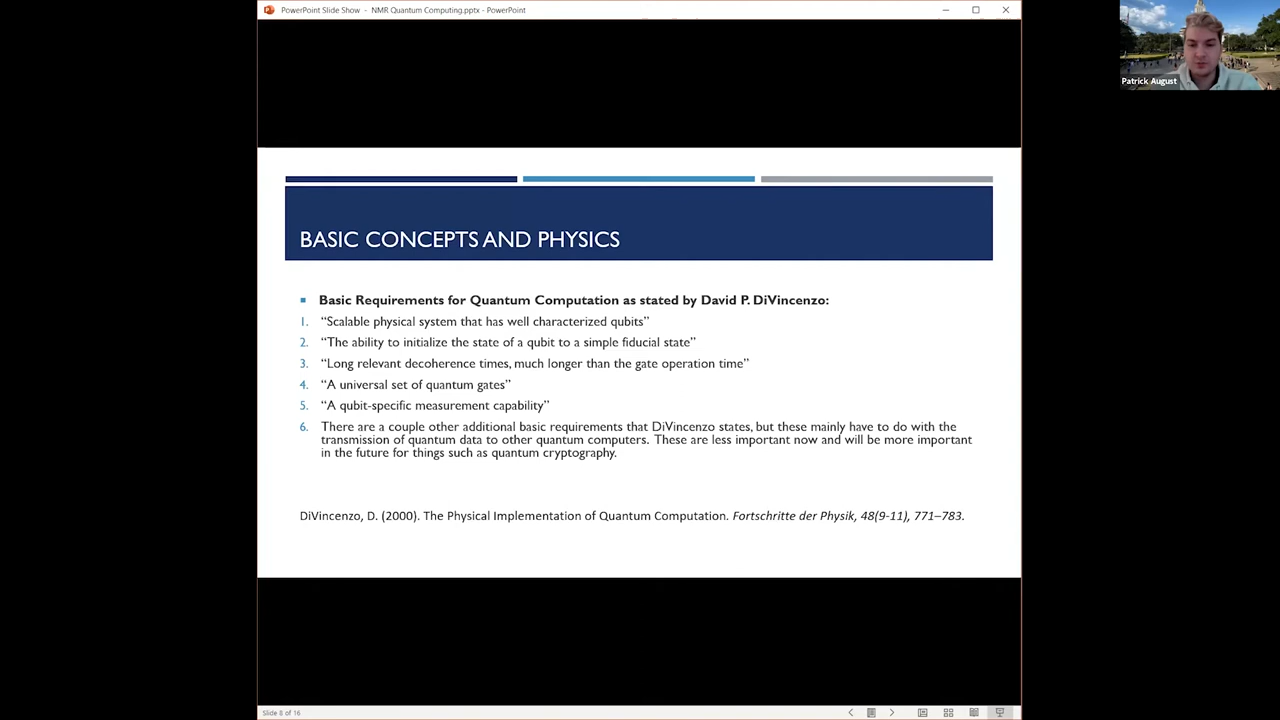 PowerPoint Slide Show - NMR Quantum Computing.pptx - PowerPoint
Patrick August
BASIC CONCEPTS AND PHYSICS
Basic Requirements for Quantum Computation as stated by David P. DiVincenzo:
1. “Scalable physical system that has well characterized qubits”
2. “The ability to initialize the state of a qubit to a simple fiducial state”
3. “Long relevant decoherence times, much longer than the gate operation time”
4. “A universal set of quantum gates”
5. “A qubit-specific measurement capability”
6. There are a couple other additional basic requirements that DiVincenzo states, but these mainly have to do with the
transmission of quantum data to other quantum computers. These are less important now and will be more important
in the future for things such as quantum cryptography.
DiVincenzo, D. (2000). The Physical Implementation of Quantum Computation. Fortschritte der Physik, 48(9-11), 771–783.
Slide 8 of 16